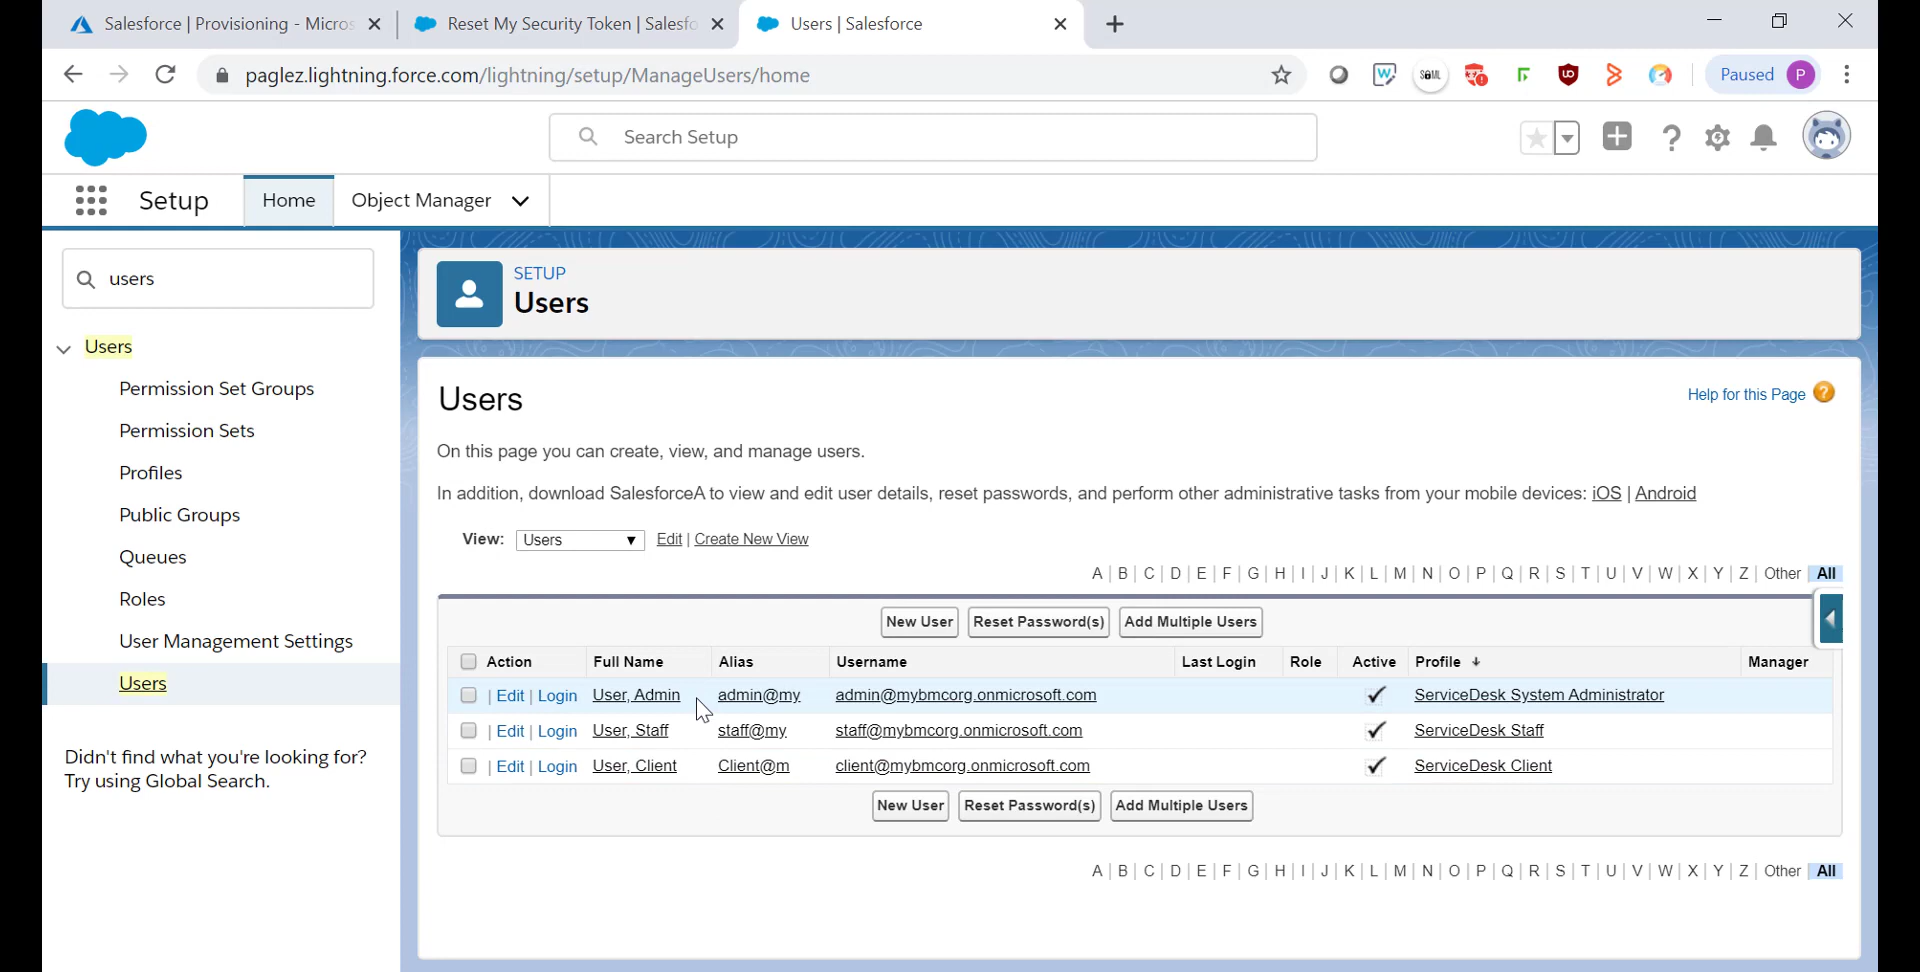 Salesforce | Provisioning - Micros
Reset My Security Token | Salesfo
Users | Salesforce
paglez.lightning.force.com/lightning/setup/ManageUsers/home
Paused P
Search Setup
Setup Home Object Manager
users
Users
Permission Set Groups
Permission Sets
Profiles
Public Groups
Queues
Roles
User Management Settings
Users
Didn't find what you're looking for?
Try using Global Search.
SETUP
Users
Users
Help for this Page ?
On this page you can create, view, and manage users.
In addition, download SalesforceA to view and edit user details, reset passwords, and perform other administrative tasks from your mobile devices: iOS | Android
View: Users Edit | Create New View
A | B | C | D | E | F | G | H | I | J | K | L | M | N | O | P | Q | R | S | T | U | V | W | X | Y | Z | Other All
New User Reset Password(s) Add Multiple Users
Action Full Name Alias Username Last Login Role Active Profile Manager
| Edit | Login User, Admin admin@my admin@mybmcorg.onmicrosoft.com ServiceDesk System Administrator
| Edit | Login User, Staff staff@my staff@mybmcorg.onmicrosoft.com ServiceDesk Staff
| Edit | Login User, Client Client@m client@mybmcorg.onmicrosoft.com ServiceDesk Client
New User Reset Password(s) Add Multiple Users
A | B | C | D | E | F | G | H | I | J | K | L | M | N | O | P | Q | R | S | T | U | V | W | X | Y | Z | Other All